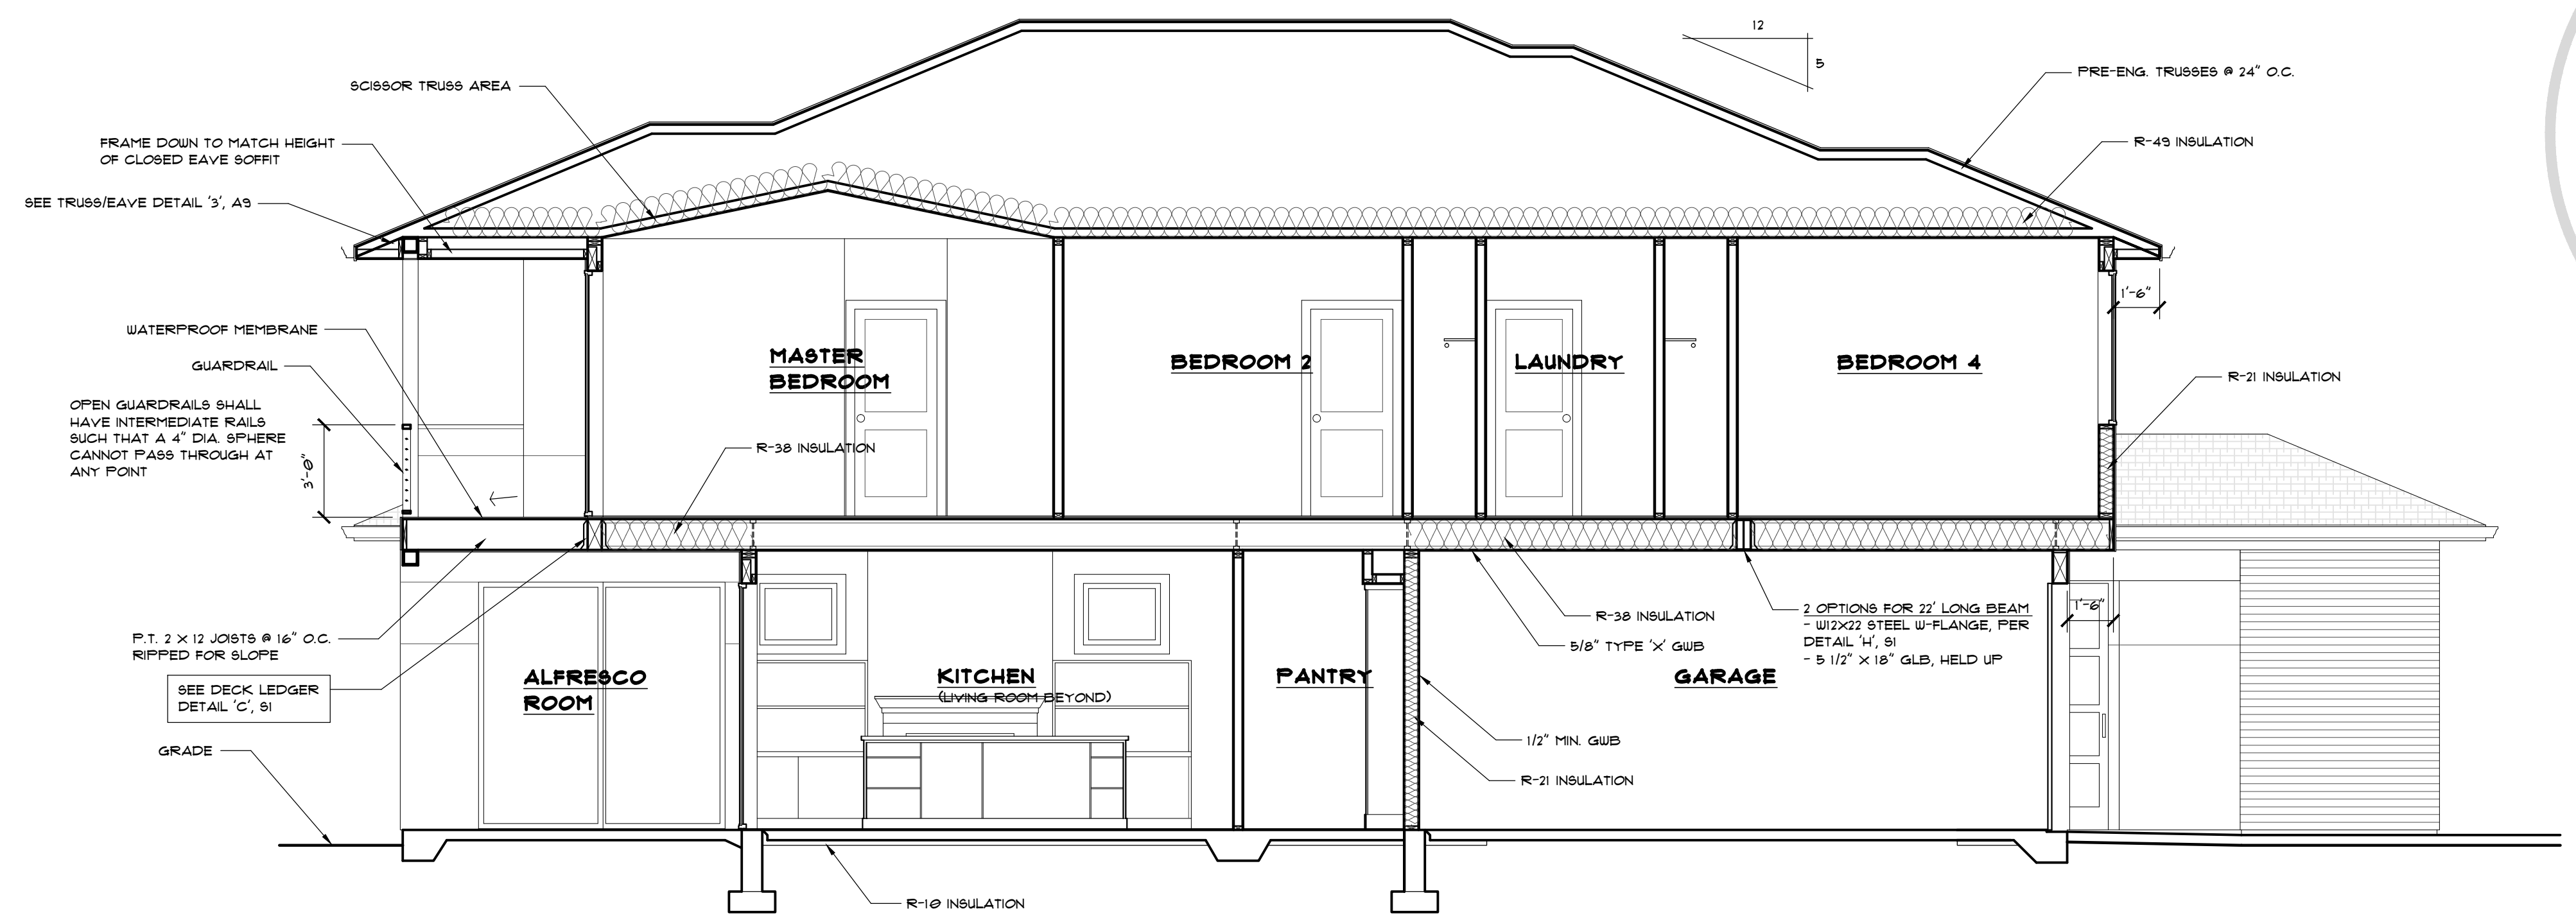 12
5
SCISSOR TRUSS AREA
PRE-ENG. TRUSSES @ 24" O.C.
FRAME DOWN TO MATCH HEIGHT
OF CLOSED EAVE SOFFIT
R-49 INSULATION
SEE TRUSS/EAVE DETAIL '3', A9
1'-6"
WATERPROOF MEMBRANE
GUARDRAIL
MASTER
BEDROOM
BEDROOM 2
LAUNDRY
BEDROOM 4
R-21 INSULATION
OPEN GUARDRAILS SHALL
HAVE INTERMEDIATE RAILS
SUCH THAT A 4" DIA. SPHERE
CANNOT PASS THROUGH AT
ANY POINT
3'-0"
R-38 INSULATION
P.T. 2 X 12 JOISTS @ 16" O.C.
RIPPED FOR SLOPE
SEE DECK LEDGER
DETAIL 'C', S1
R-38 INSULATION
5/8" TYPE 'X' GWB
2 OPTIONS FOR 22' LONG BEAM
- W12X22 STEEL W-FLANGE, PER
DETAIL 'H', S1
- 5 1/2" X 18" GLB, HELD UP
1'-6"
ALFRESCO
ROOM
KITCHEN
(LIVING ROOM BEYOND)
PANTRY
GARAGE
GRADE
1/2" MIN. GWB
R-21 INSULATION
R-10 INSULATION